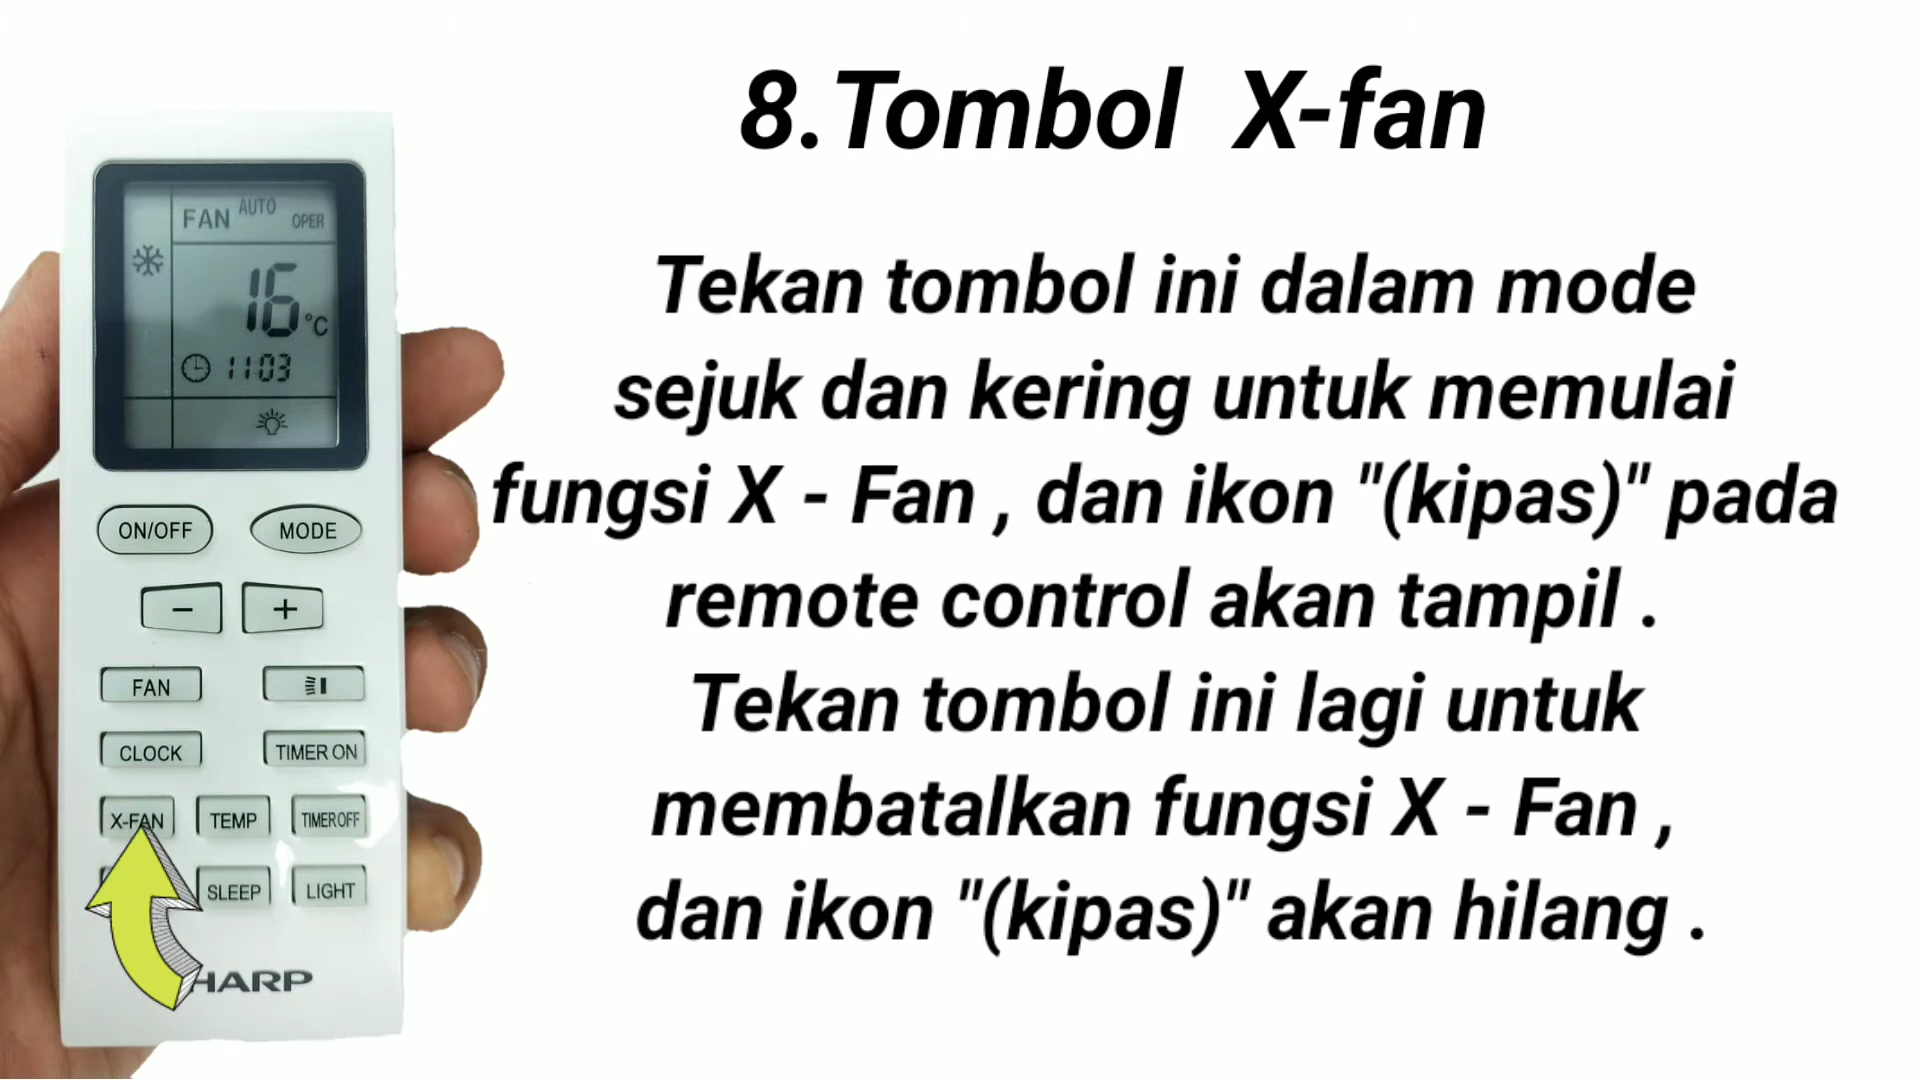 8.Tombol X-fan
Tekan tombol ini dalam mode
sejuk dan kering untuk memulai
fungsi X - Fan , dan ikon "(kipas)" pada
remote control akan tampil .
Tekan tombol ini lagi untuk
membatalkan fungsi X - Fan ,
dan ikon "(kipas)" akan hilang .
FAN AUTO OPER
16 °C
11:03
ON/OFF MODE
- +
FAN
CLOCK TIMER ON
X-FAN TEMP TIMER OFF
SLEEP LIGHT
HARP